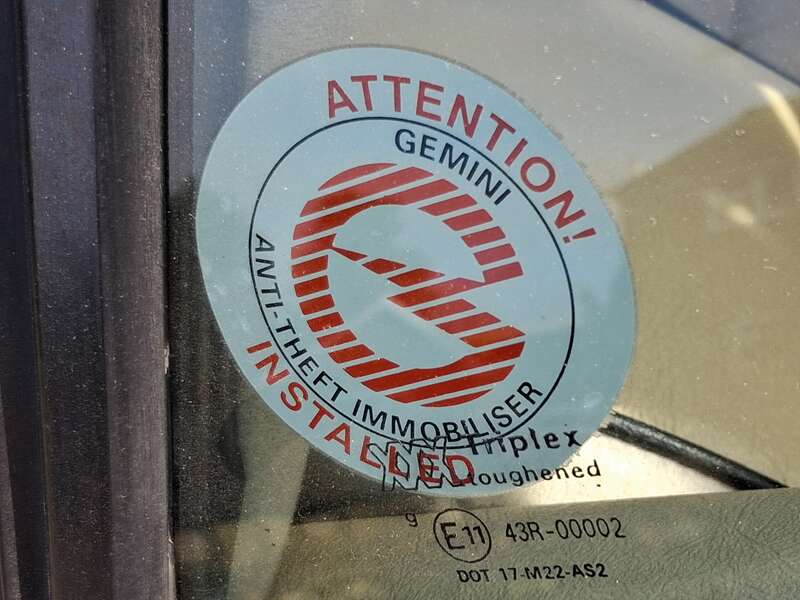 ATTENTION!
GEMINI
ANTI-THEFT IMMOBILISER
INSTALLED
Triplex
toughened
g
E11 43R-00002
DOT 17-M22-AS2